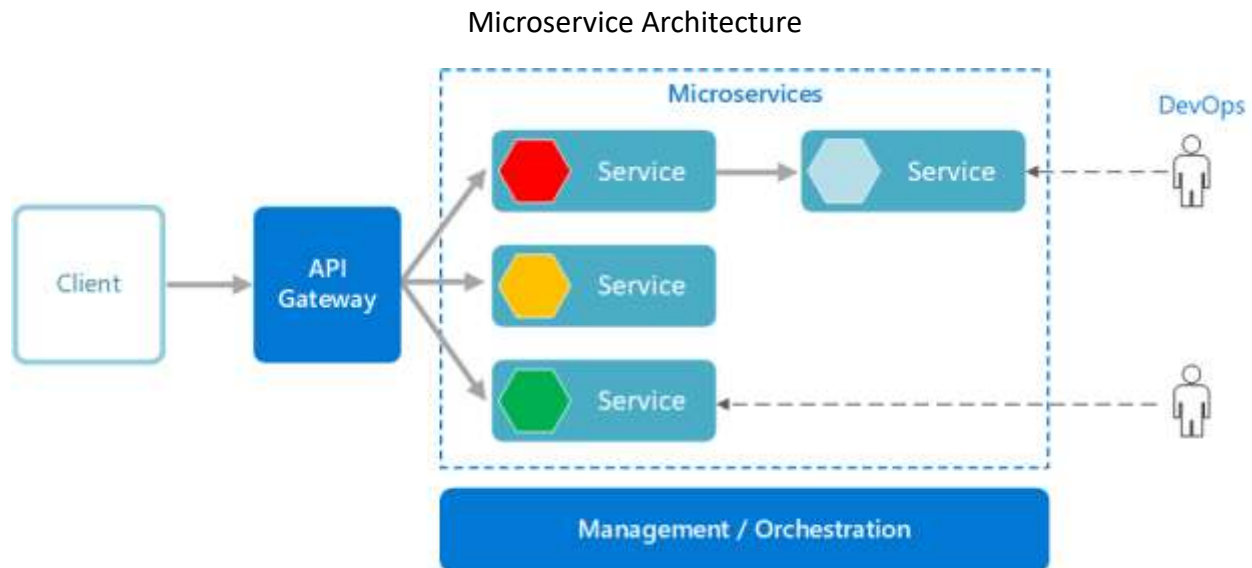 Microservice Architecture
Microservices
DevOps
Service
Service
Client
API
Gateway
Service
Service
Management / Orchestration